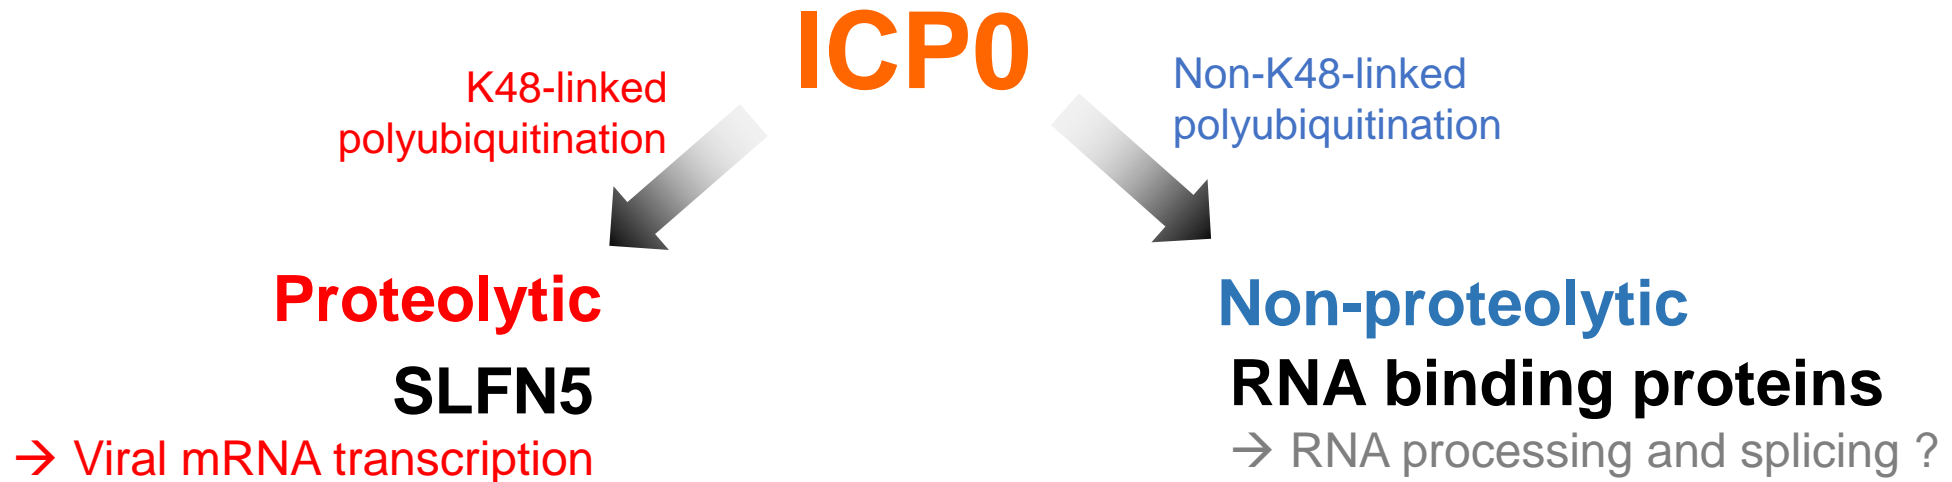 ICP0
K48-linked
polyubiquitination
Non-K48-linked
polyubiquitination
Proteolytic
SLFN5
→ Viral mRNA transcription
Non-proteolytic
RNA binding proteins
→ RNA processing and splicing ?